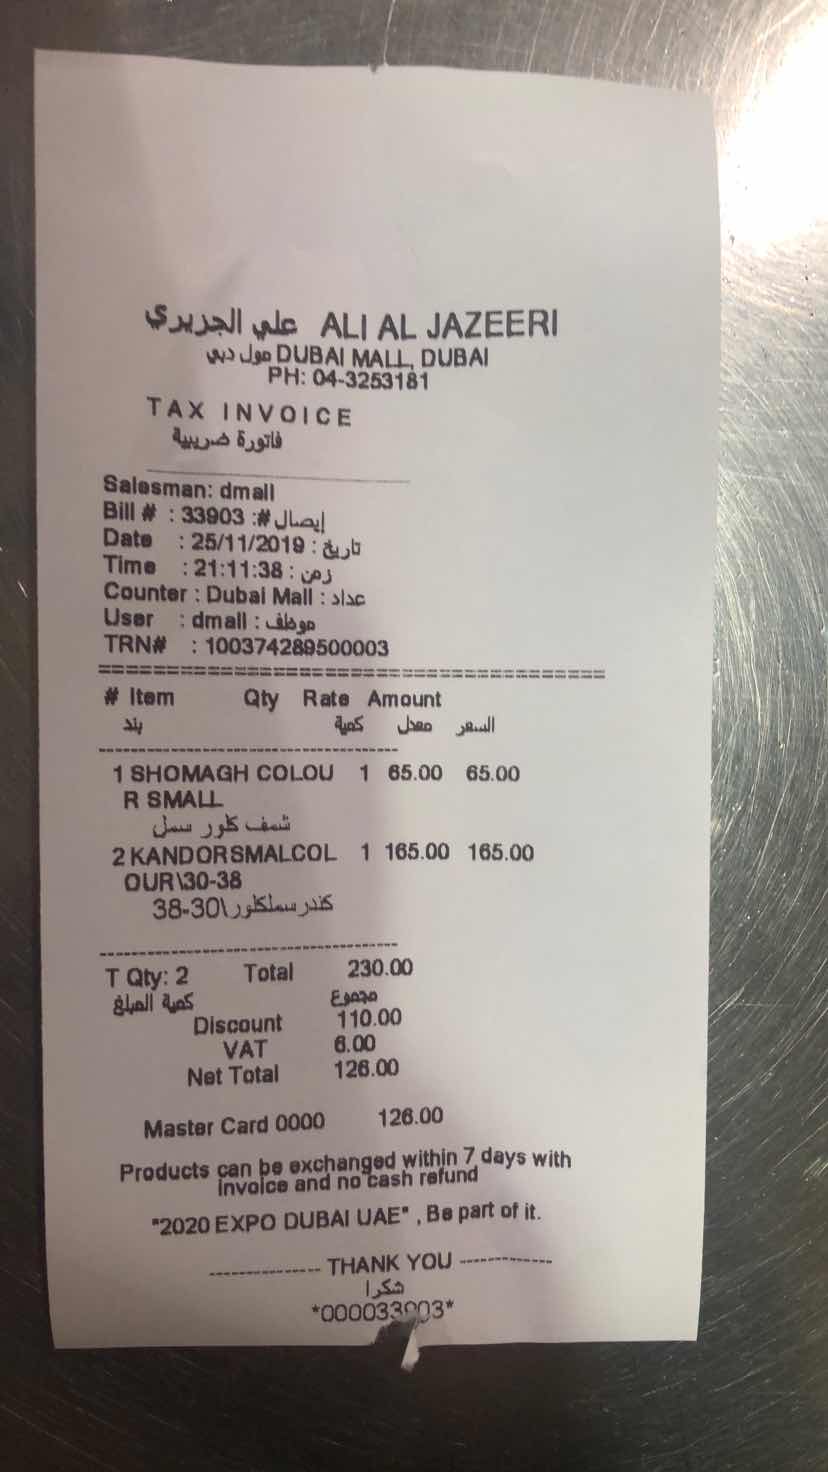 علي الجزيري ALI AL JAZEERI
مول دبي DUBAI MALL, DUBAI
PH: 04-3253181
TAX INVOICE
فاتورة ضريبية
Salesman: dmall
Bill # : 33903 :#إيصال
Date : 25/11/2019 : تاريخ
Time : 21:11:38 : زمن
Counter : Dubai Mall : عداد
User : dmall : موظف
TRN# : 100374289500003
=====================================
# Item Qty Rate Amount
بند كمية معدل السعر
--------------------------------------
1 SHOMAGH COLOU 1 65.00 65.00
R SMALL
شمف كلور سمل
2 KANDORSMALCOL 1 165.00 165.00
OUR\30-38
كندرسملكلور\30-38
--------------------------------------
T Qty: 2 Total 230.00
كمية المبلغ مجموع
Discount 110.00
VAT 6.00
Net Total 126.00
Master Card 0000 126.00
Products can be exchanged within 7 days with
invoice and no cash refund
"2020 EXPO DUBAI UAE" , Be part of it.
--------------- THANK YOU -------------
شكرا
*000033903*